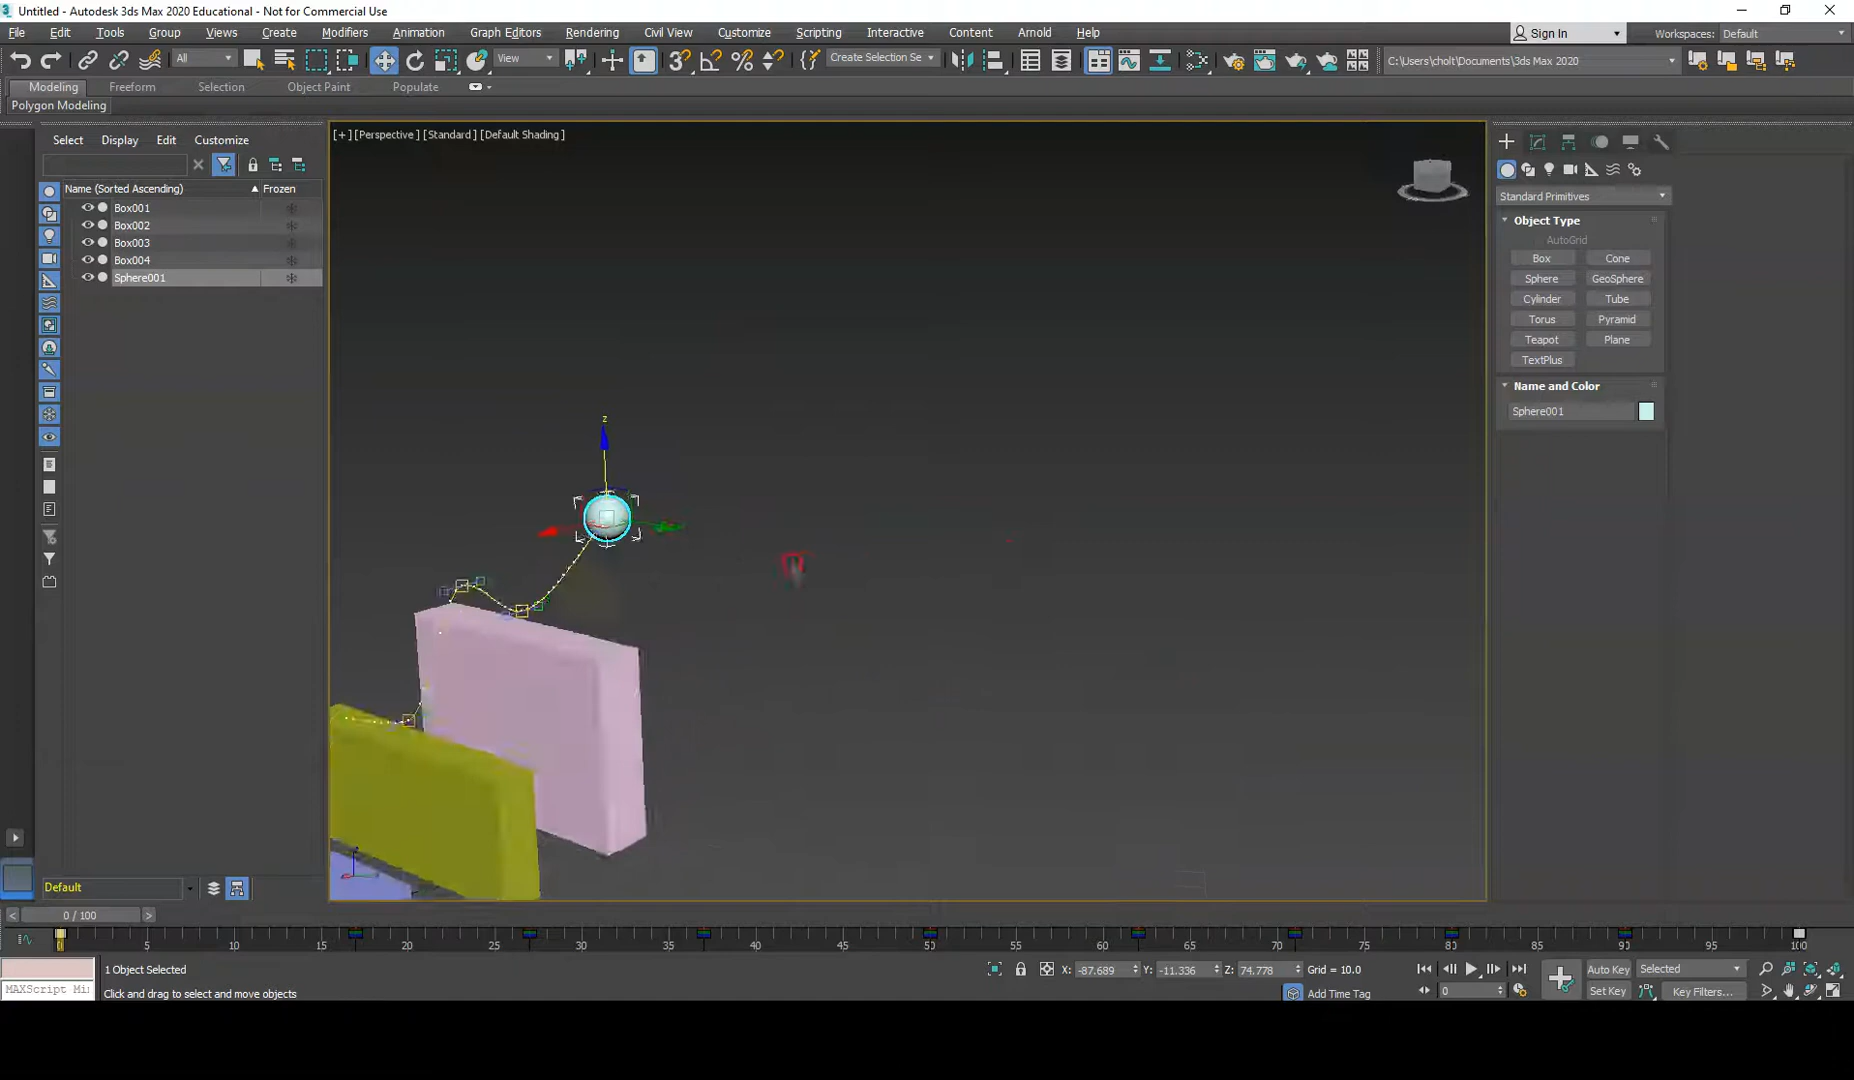 Untitled - Autodesk 3ds Max 2020 Educational - Not for Commercial Use
File Edit Tools Group Views Create Modifiers Animation Graph Editors Rendering Civil View Customize Scripting Interactive Content Arnold Help
Sign In
Workspaces: Default
All
View
Create Selection Se
C:\Users\cholt\Documents\3ds Max 2020
Modeling Freeform Selection Object Paint Populate
Polygon Modeling
Select Display Edit Customize
[+] [Perspective] [Standard] [Default Shading]
Name (Sorted Ascending) Frozen
Box001
Box002
Box003
Box004
Sphere001
z
Standard Primitives
Object Type
AutoGrid
Box Cone
Sphere GeoSphere
Cylinder Tube
Torus Pyramid
Teapot Plane
TextPlus
Name and Color
Sphere001
Default
0 / 100
5 10 15 20 25 30 35 40 45 50 55 60 65 70 75 80 85 90 95 100
1 Object Selected
X: -87.689 Y: -11.336 Z: 74.778 Grid = 10.0
Auto Key Selected
MAXScript Mi
Click and drag to select and move objects
Add Time Tag
0
Set Key
Key Filters...